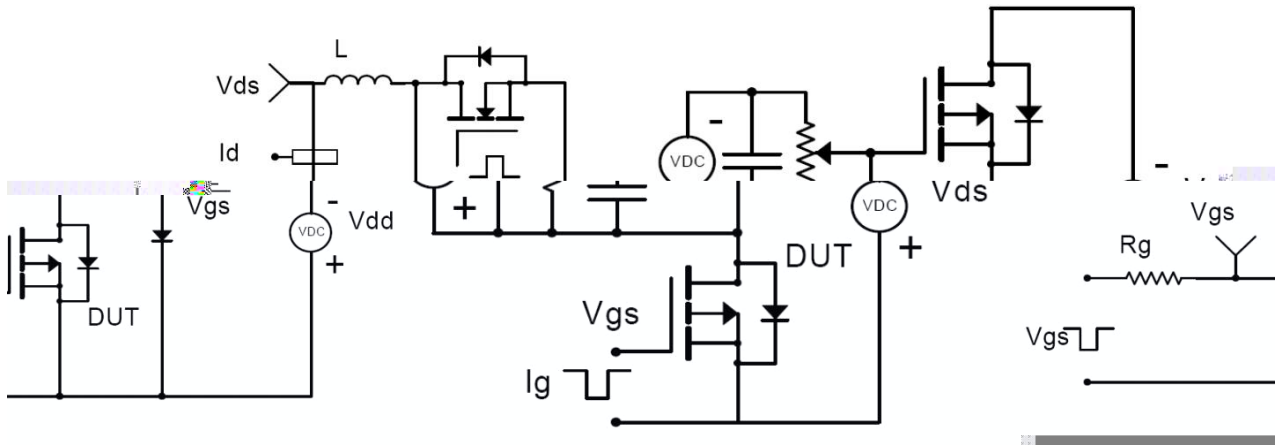 L
Vds
Id
-
VDC
Vds
-
Vgs
-
VDC
Vdd
+
+
VDC
+
Vgs
Rg
DUT
DUT
Vgs
Ig
Vgs